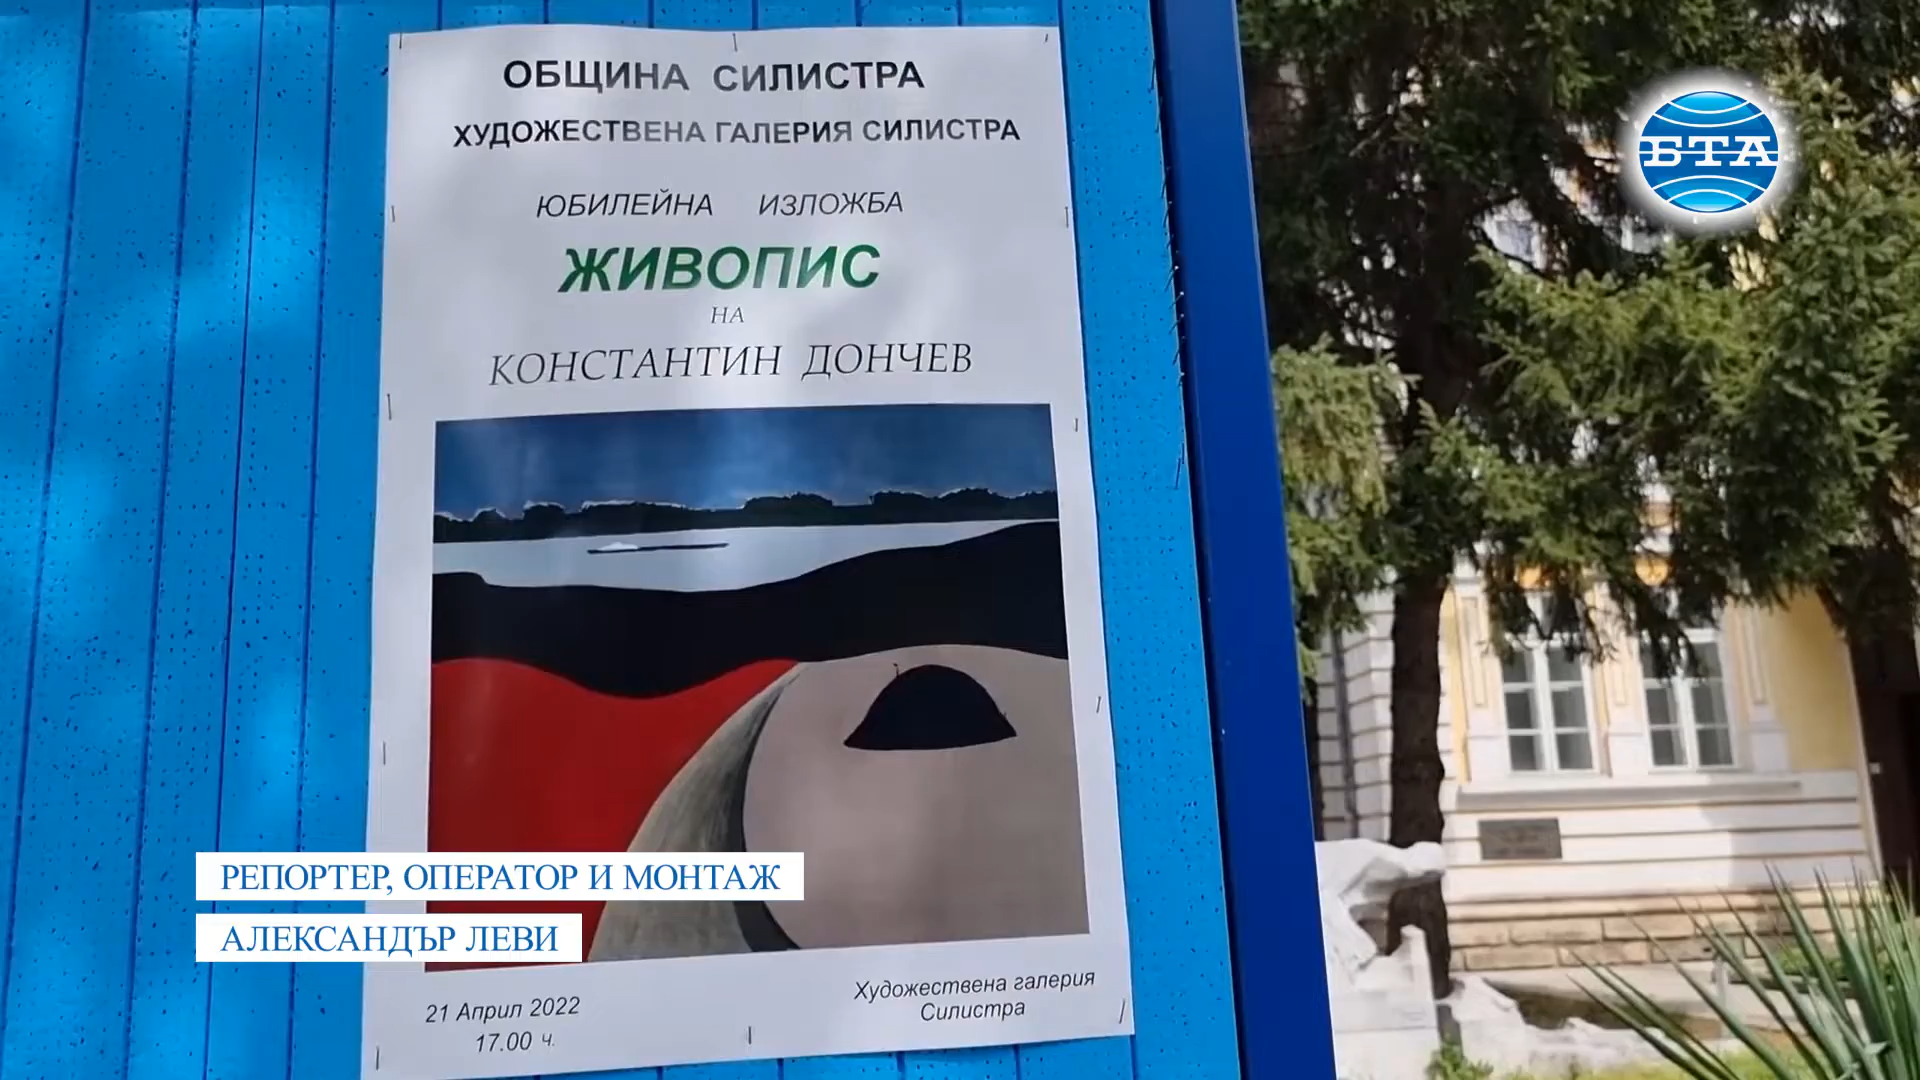 ОБЩИНА СИЛИСТРА
ХУДОЖЕСТВЕНА ГАЛЕРИЯ СИЛИСТРА
ЮБИЛЕЙНА ИЗЛОЖБА
ЖИВОПИС
НА
КОНСТАНТИН ДОНЧЕВ
21 Април 2022
17.00 ч.
Художествена галерия
Силистра
РЕПОРТЕР, ОПЕРАТОР И МОНТАЖ
АЛЕКСАНДЪР ЛЕВИ
БТА